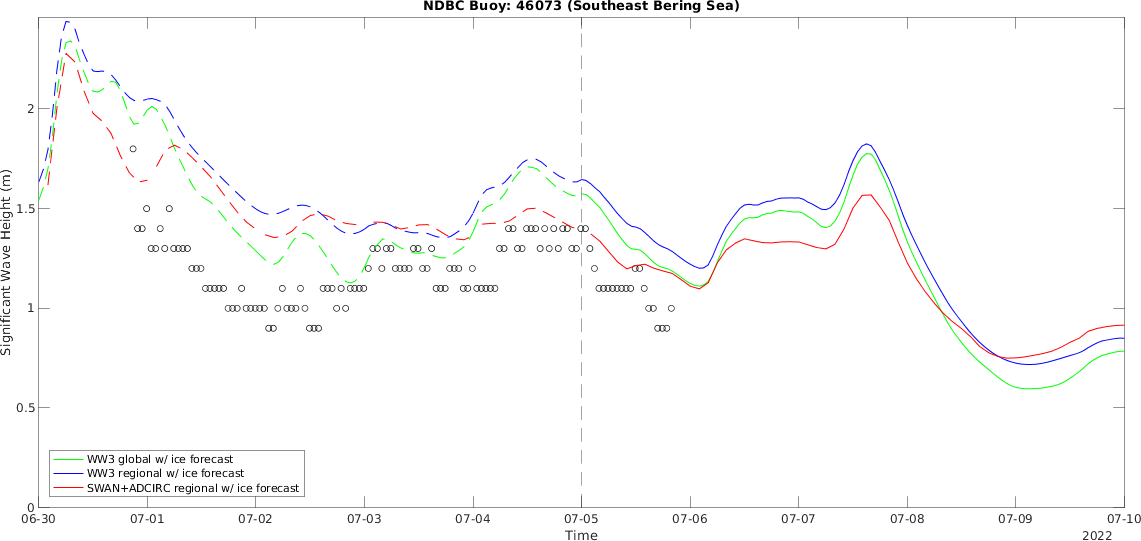 NDBC Buoy: 46073 (Southeast Bering Sea)
Significant Wave Height (m)
2
1.5
1
0.5
0
WW3 global w/ ice forecast
WW3 regional w/ ice forecast
SWAN+ADCIRC regional w/ ice forecast
06-30 07-01 07-02 07-03 07-04 07-05 07-06 07-07 07-08 07-09 07-10
Time
2022